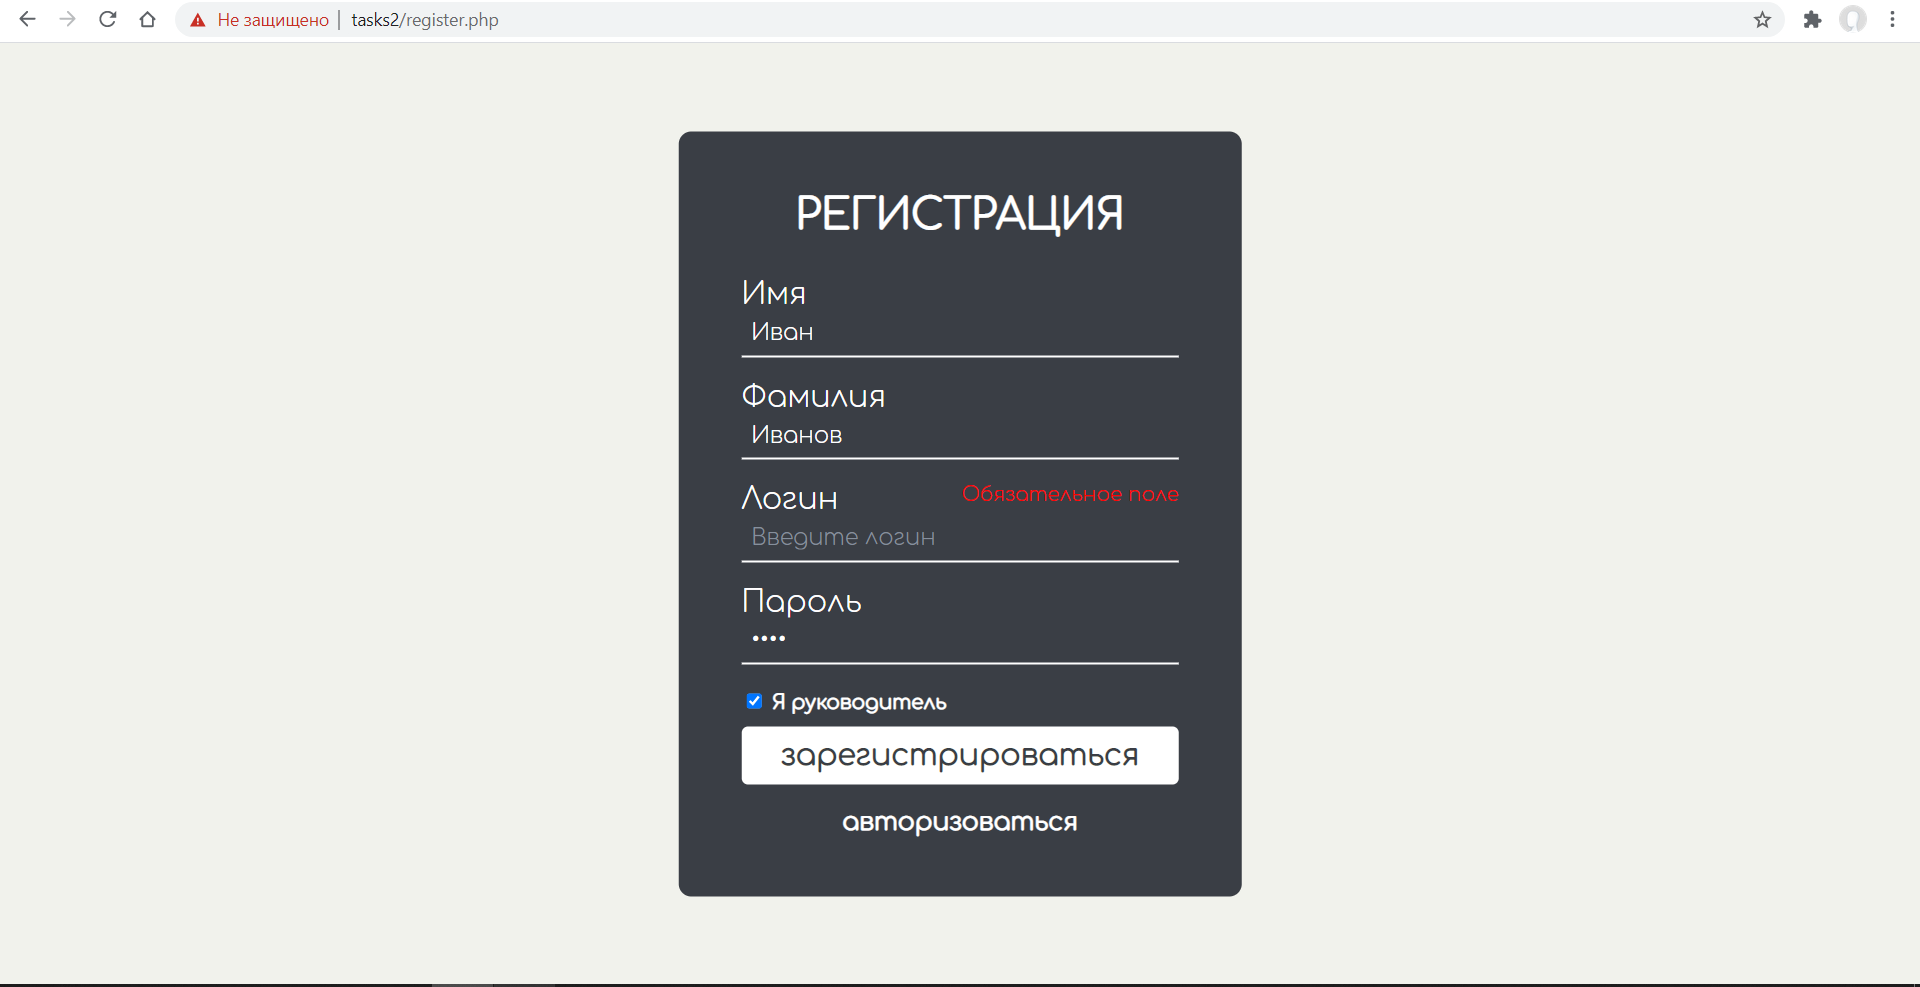 Не защищено | tasks2/register.php
РЕГИСТРАЦИЯ
Имя
Иван
Фамилия
Иванов
Логин Обязательное поле
Введите логин
Пароль
••••
Я руководитель
зарегистрироваться
авторизоваться